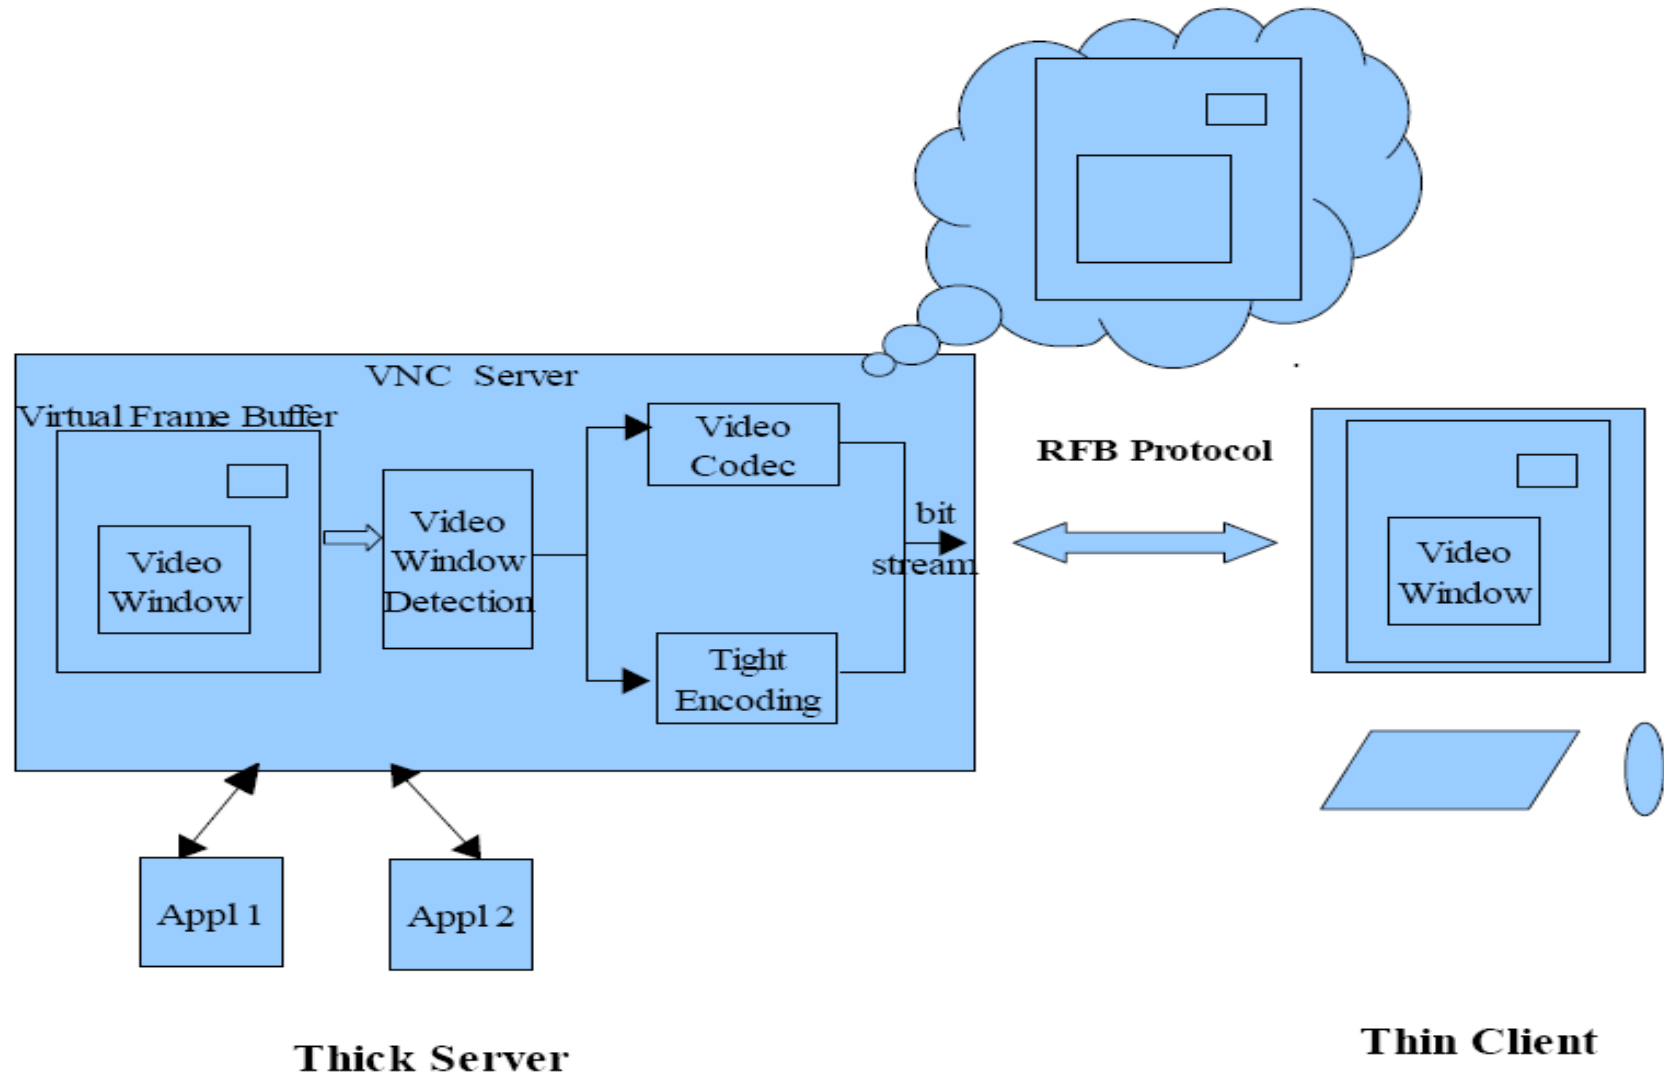 VNC Server
Virtual Frame Buffer
Video
Window
Video
Window
Detection
Video
Codec
Tight
Encoding
bit
stream
RFB Protocol
Video
Window
Appl 1
Appl 2
Thick Server
Thin Client